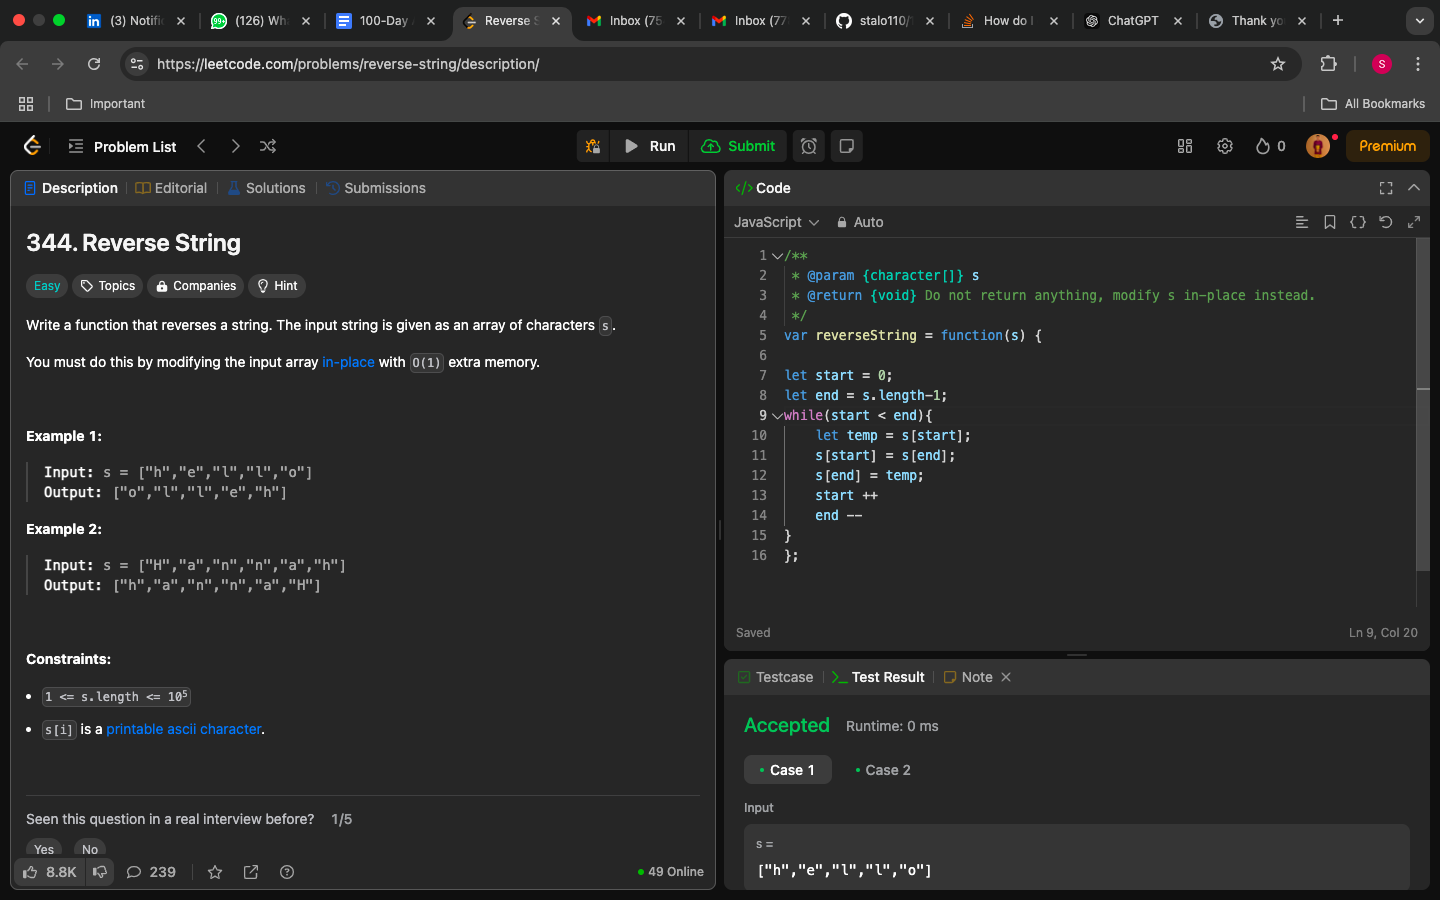 (3) Notifi
(126) Wh
100-Day
Reverse S
Inbox (75
Inbox (77
stalo110/
How do I
ChatGPT
Thank yo
https://leetcode.com/problems/reverse-string/description/
S
Important
All Bookmarks
Problem List
Run
Submit
0
Premium
Description
Editorial
Solutions
Submissions
344. Reverse String
Easy
Topics
Companies
Hint
Write a function that reverses a string. The input string is given as an array of characters s.
You must do this by modifying the input array in-place with O(1) extra memory.
Example 1:
Input: s = ["h","e","l","l","o"]
Output: ["o","l","l","e","h"]
Example 2:
Input: s = ["H","a","n","n","a","h"]
Output: ["h","a","n","n","a","H"]
Constraints:
• 1 <= s.length <= 10⁵
• s[i] is a printable ascii character.
Seen this question in a real interview before? 1/5
Yes
No
8.8K
239
49 Online
</> Code
JavaScript
Auto
1 /**
2 * @param {character[]} s
3 * @return {void} Do not return anything, modify s in-place instead.
4 */
5 var reverseString = function(s) {
6
7 let start = 0;
8 let end = s.length-1;
9 while(start < end){
10 let temp = s[start];
11 s[start] = s[end];
12 s[end] = temp;
13 start ++
14 end --
15 }
16 };
Saved
Ln 9, Col 20
Testcase
Test Result
Note
Accepted
Runtime: 0 ms
Case 1
Case 2
Input
s =
["h","e","l","l","o"]